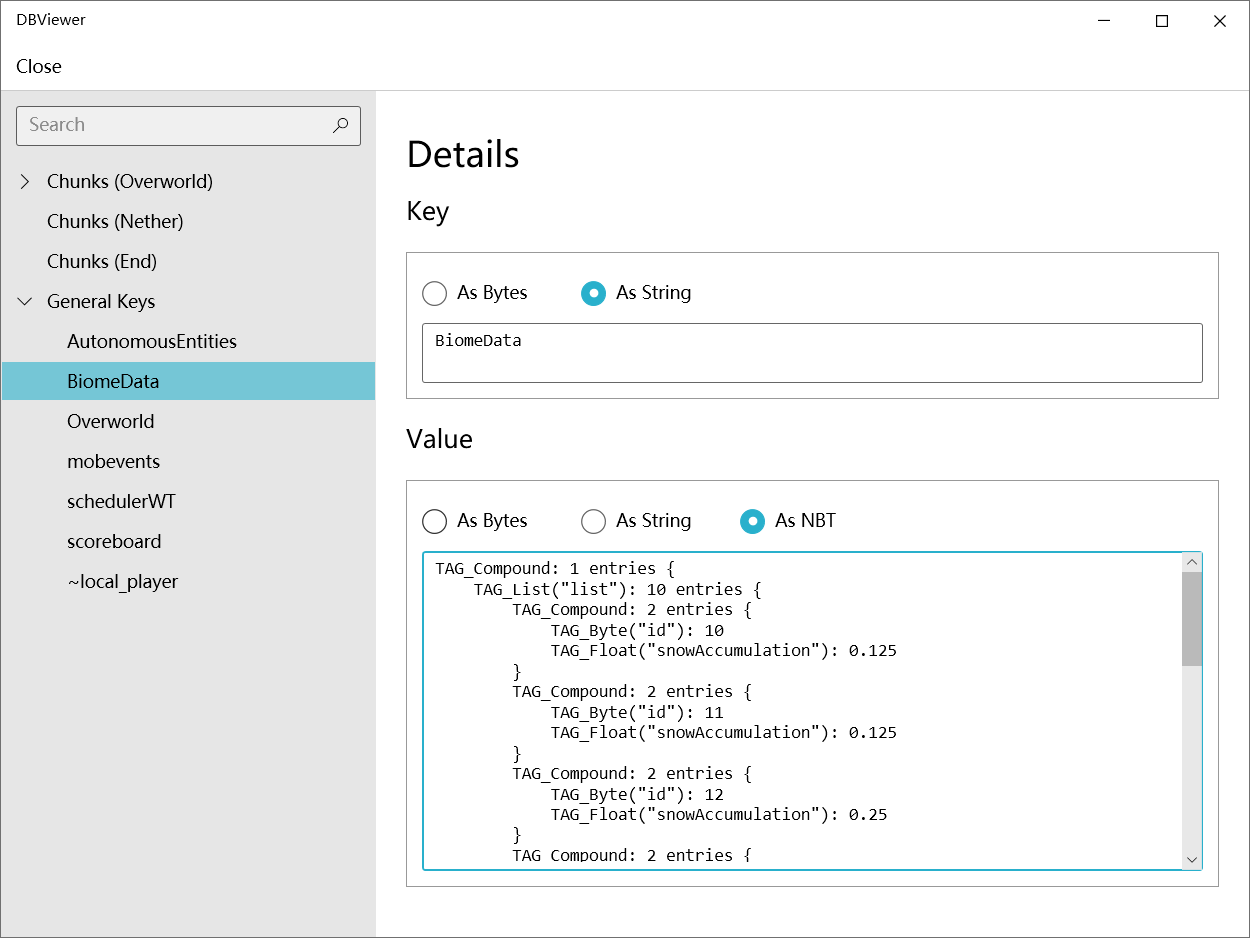 DBViewer
Close
Search
Chunks (Overworld)
Chunks (Nether)
Chunks (End)
General Keys
AutonomousEntities
BiomeData
Overworld
mobevents
schedulerWT
scoreboard
~local_player
Details
Key
As Bytes As String
BiomeData
Value
As Bytes As String As NBT
TAG_Compound: 1 entries {
    TAG_List("list"): 10 entries {
        TAG_Compound: 2 entries {
            TAG_Byte("id"): 10
            TAG_Float("snowAccumulation"): 0.125
        }
        TAG_Compound: 2 entries {
            TAG_Byte("id"): 11
            TAG_Float("snowAccumulation"): 0.125
        }
        TAG_Compound: 2 entries {
            TAG_Byte("id"): 12
            TAG_Float("snowAccumulation"): 0.25
        }
        TAG_Compound: 2 entries {